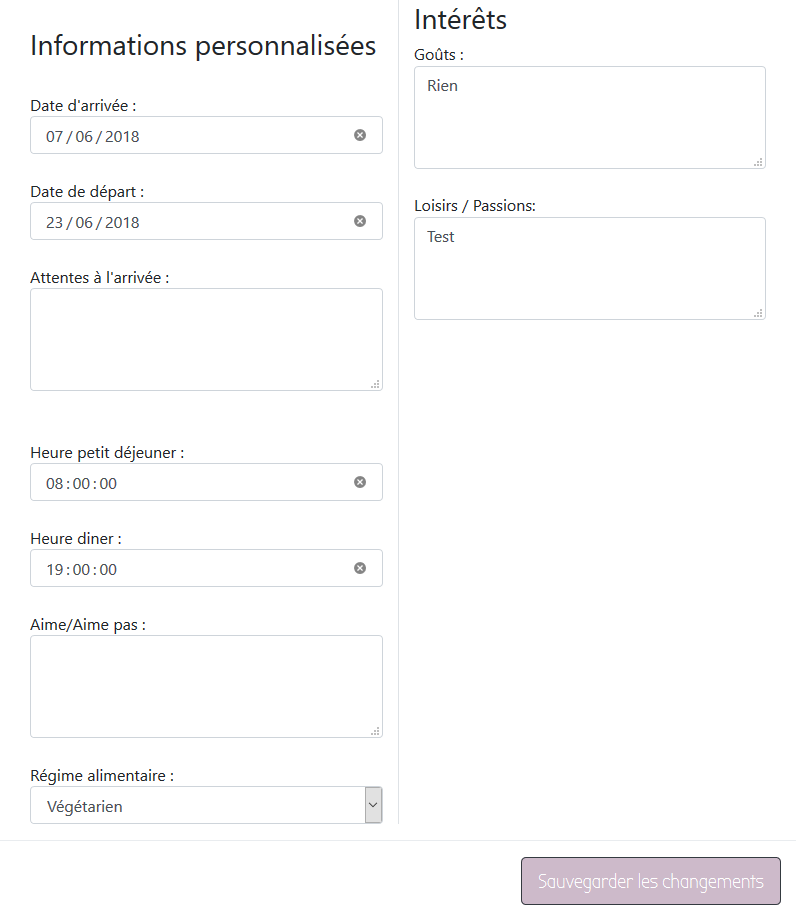 Informations personnalisées
Date d'arrivée :
07 / 06 / 2018
Date de départ :
23 / 06 / 2018
Attentes à l'arrivée :
Heure petit déjeuner :
08 : 00 : 00
Heure diner :
19 : 00 : 00
Aime/Aime pas :
Régime alimentaire :
Végétarien
Intérêts
Goûts :
Rien
Loisirs / Passions:
Test
Sauvegarder les changements